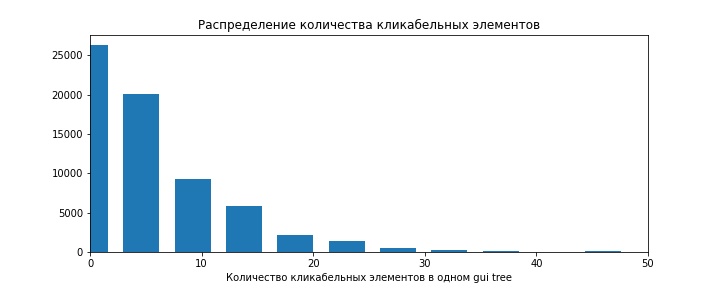 Распределение количества кликабельных элементов
25000
20000
15000
10000
5000
0
0 10 20 30 40 50
Количество кликабельных элементов в одном gui tree